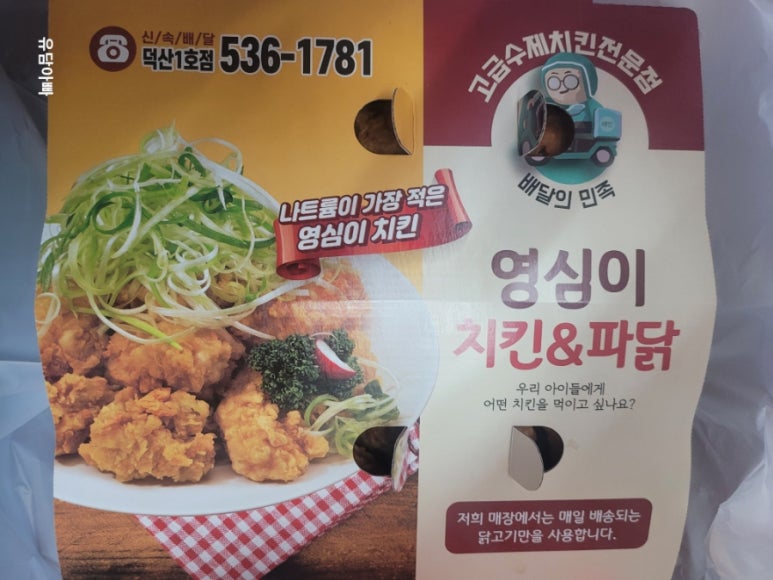 유담아빠
신/속/배/달
덕산1호점 536-1781
고급수제치킨전문점
배달의 민족
나트륨이 가장 적은
영심이 치킨
영심이
치킨&파닭
우리 아이들에게
어떤 치킨을 먹이고 싶나요?
저희 매장에서는 매일 배송되는
닭고기만을 사용합니다.